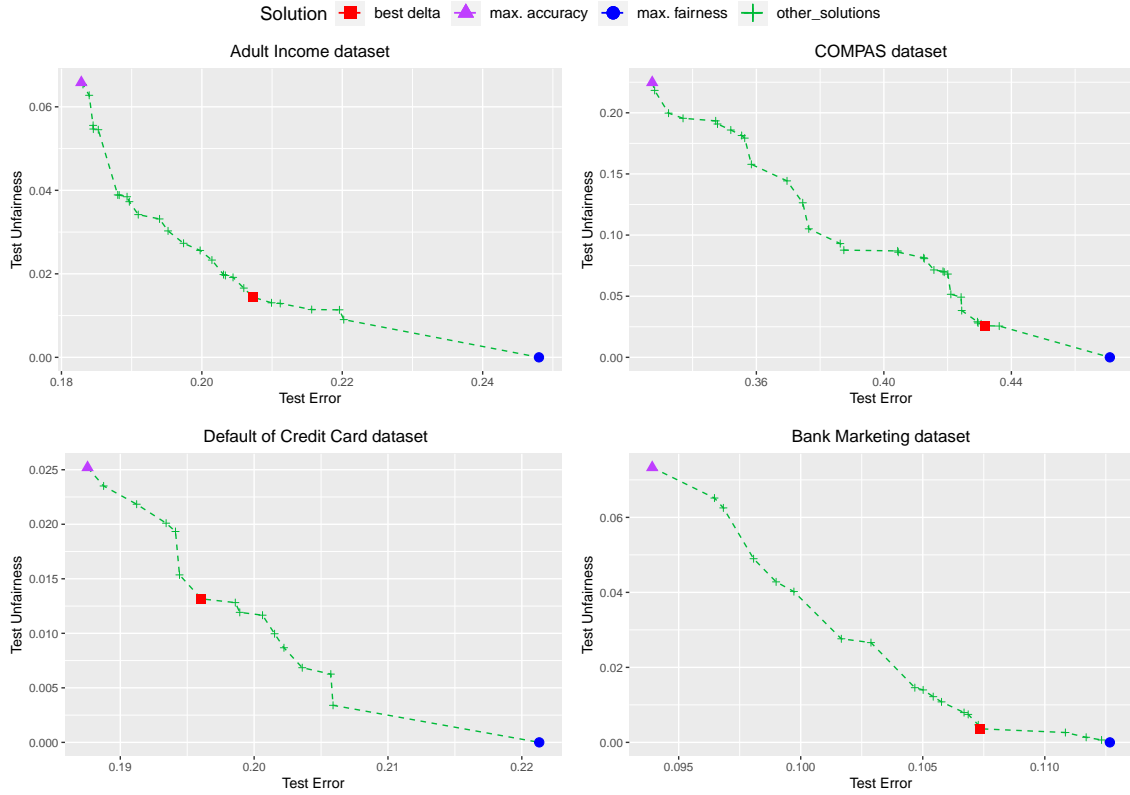 Solution best delta max. accuracy max. fairness other_solutions
Adult Income dataset
0.06
0.04
0.02
0.00
Test Unfairness
0.18 0.20 0.22 0.24
Test Error
COMPAS dataset
0.20
0.15
0.10
0.05
0.00
Test Unfairness
0.36 0.40 0.44
Test Error
Default of Credit Card dataset
0.025
0.020
0.015
0.010
0.005
0.000
Test Unfairness
0.19 0.20 0.21 0.22
Test Error
Bank Marketing dataset
0.06
0.04
0.02
0.00
Test Unfairness
0.095 0.100 0.105 0.110
Test Error